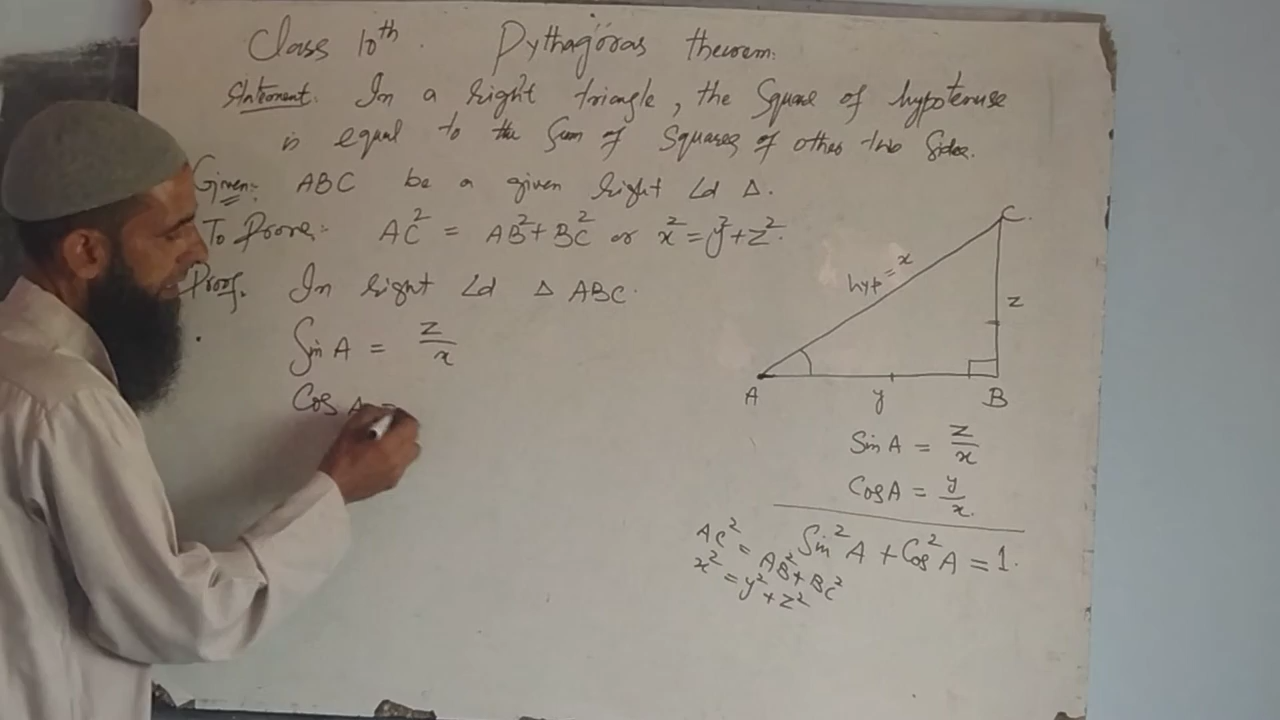 Class 10th. Pythagoras theorem.
Statement. In a right triangle, the Square of hypotenuse
is equal to the Sum of Squares of other two Sides.
Given:- ABC be a given right ∠d Δ.
To Prove:- AC² = AB² + BC² or x² = y² + z².
Proof. In right ∠d Δ ABC.
Sin A = z/x
Cos A =
C.
hyp = x
z
A
y
B
Sin A = z/x
Cos A = y/x.
Sin² A + Cos² A = 1.
AC² = AB² + BC²
x² = y² + z²